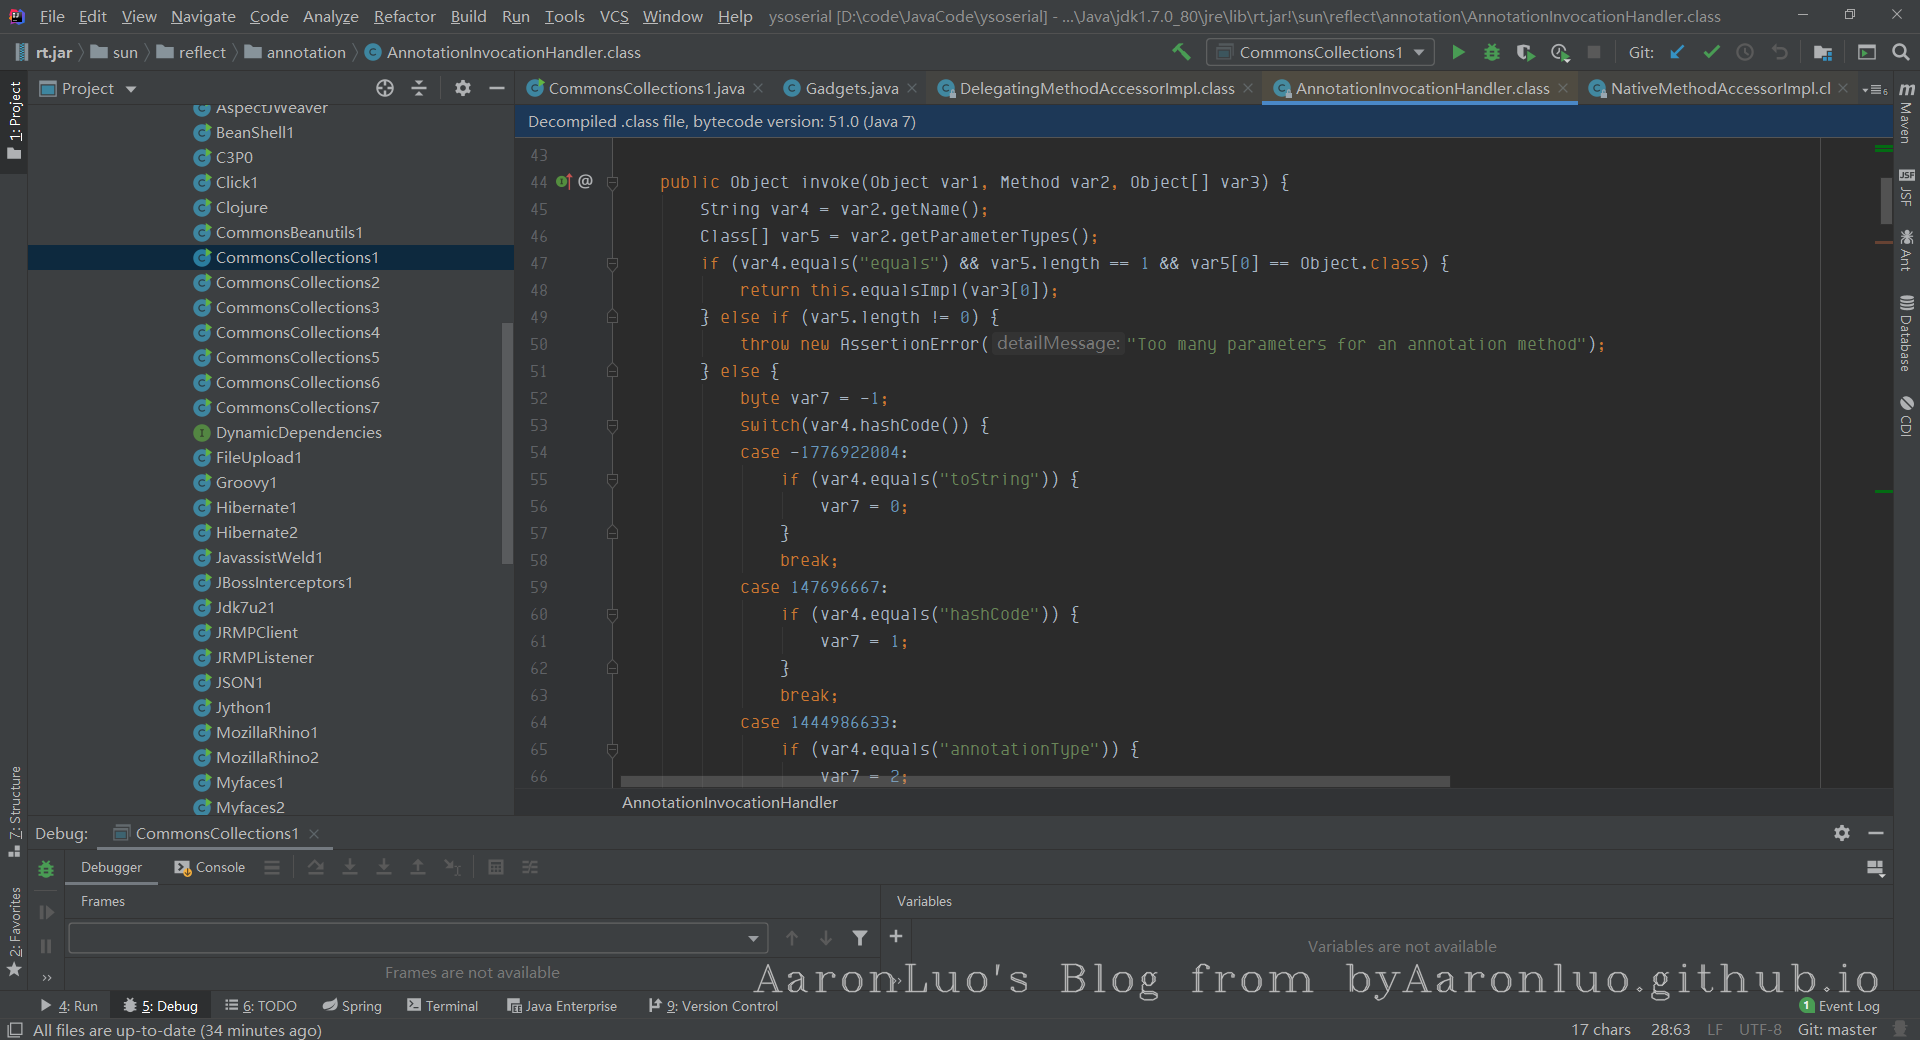 File Edit View Navigate Code Analyze Refactor Build Run Tools VCS Window Help ysoserial [D:\code\JavaCode\ysoserial] - ...\Java\jdk1.7.0_80\jre\lib\rt.jar!\sun\reflect\annotation\AnnotationInvocationHandler.class
rt.jar sun reflect annotation AnnotationInvocationHandler.class CommonsCollections1 Git:
1: Project
Project
CommonsCollections1.java Gadgets.java DelegatingMethodAccessorImpl.class AnnotationInvocationHandler.class NativeMethodAccessorImpl.cl
Decompiled .class file, bytecode version: 51.0 (Java 7)
AspectJWeaver
BeanShell1
C3P0
Click1
Clojure
CommonsBeanutils1
CommonsCollections1
CommonsCollections2
CommonsCollections3
CommonsCollections4
CommonsCollections5
CommonsCollections6
CommonsCollections7
DynamicDependencies
FileUpload1
Groovy1
Hibernate1
Hibernate2
JavassistWeld1
JBossInterceptors1
Jdk7u21
JRMPClient
JRMPListener
JSON1
Jython1
MozillaRhino1
MozillaRhino2
Myfaces1
Myfaces2
43
44 @ public Object invoke(Object var1, Method var2, Object[] var3) {
45 String var4 = var2.getName();
46 Class[] var5 = var2.getParameterTypes();
47 if (var4.equals("equals") && var5.length == 1 && var5[0] == Object.class) {
48 return this.equalsImpl(var3[0]);
49 } else if (var5.length != 0) {
50 throw new AssertionError( detailMessage: "Too many parameters for an annotation method");
51 } else {
52 byte var7 = -1;
53 switch(var4.hashCode()) {
54 case -1776922004:
55 if (var4.equals("toString")) {
56 var7 = 0;
57 }
58 break;
59 case 147696667:
60 if (var4.equals("hashCode")) {
61 var7 = 1;
62 }
63 break;
64 case 1444986633:
65 if (var4.equals("annotationType")) {
66 var7 = 2;
AnnotationInvocationHandler
Maven
JSF
Ant
Database
CDI
7: Structure
2: Favorites
Debug: CommonsCollections1
Debugger Console
Frames
Variables
Frames are not available
Variables are not available
AaronLuo's Blog from byAaronluo.github.io
4: Run 5: Debug 6: TODO Spring Terminal Java Enterprise 9: Version Control 1 Event Log
All files are up-to-date (34 minutes ago) 17 chars 28:63 LF UTF-8 Git: master